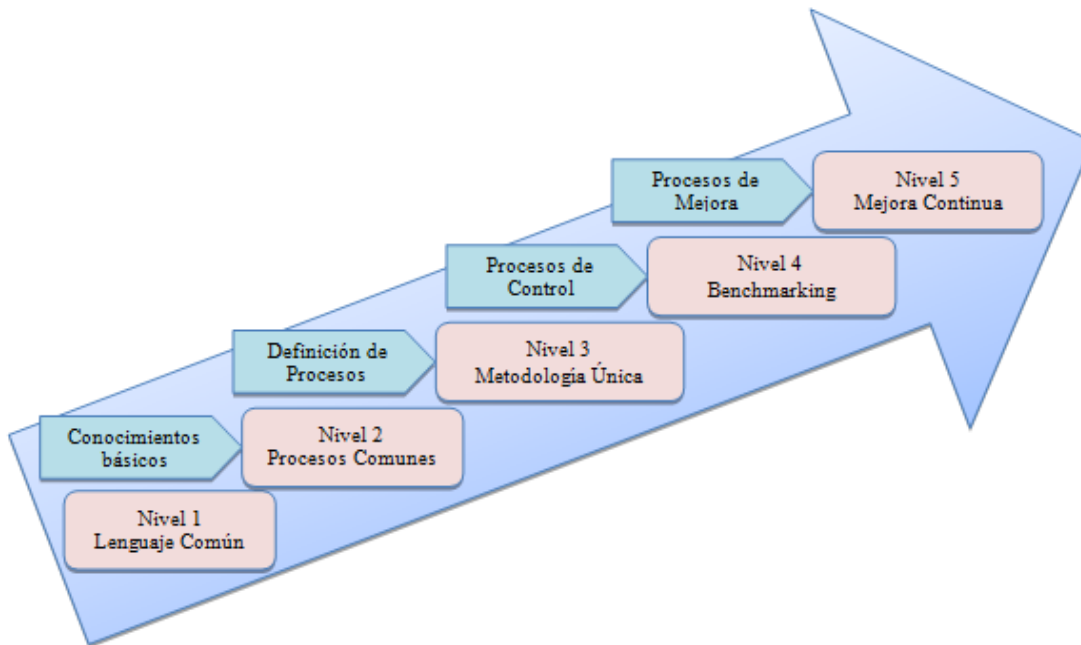 Procesos de
Mejora
Nivel 5
Mejora Continua
Procesos de
Control
Nivel 4
Benchmarking
Definición de
Procesos
Nivel 3
Metodología Única
Conocimientos
básicos
Nivel 2
Procesos Comunes
Nivel 1
Lenguaje Común